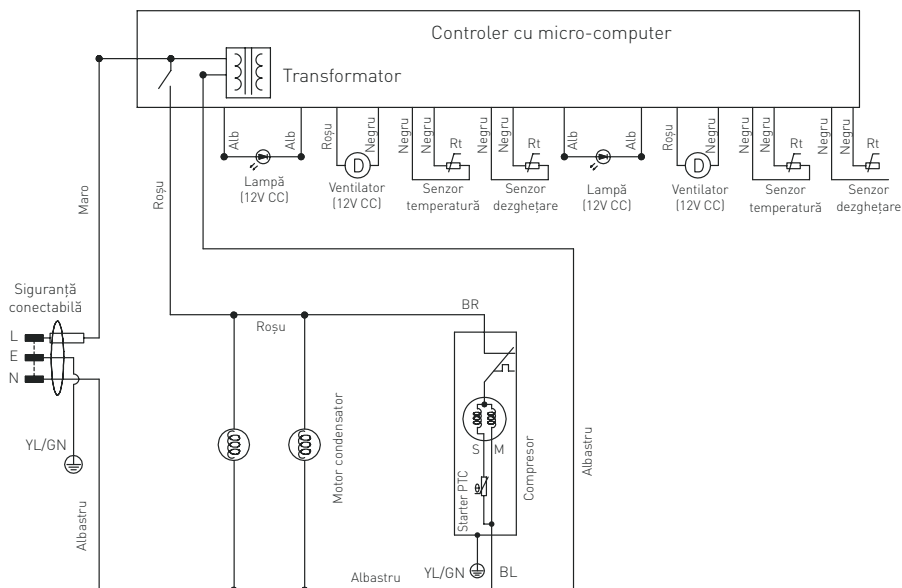 Controler cu micro-computer
Transformator
Alb
Alb
Roșu
Negru
Negru
Negru
Negru
Negru
Alb
Alb
Roșu
Negru
Negru
Negru
Negru
Negru
Rt
Rt
Rt
Rt
D
D
Lampă
(12V CC)
Ventilator
(12V CC)
Senzor
temperatură
Senzor
dezghețare
Lampă
(12V CC)
Ventilator
(12V CC)
Senzor
temperatură
Senzor
dezghețare
Maro
Roșu
Siguranță
conectabilă
L
E
N
YL/GN
Albastru
Roșu
BR
Motor condensator
S
M
Starter PTC
Compresor
Albastru
Albastru
YL/GN
BL